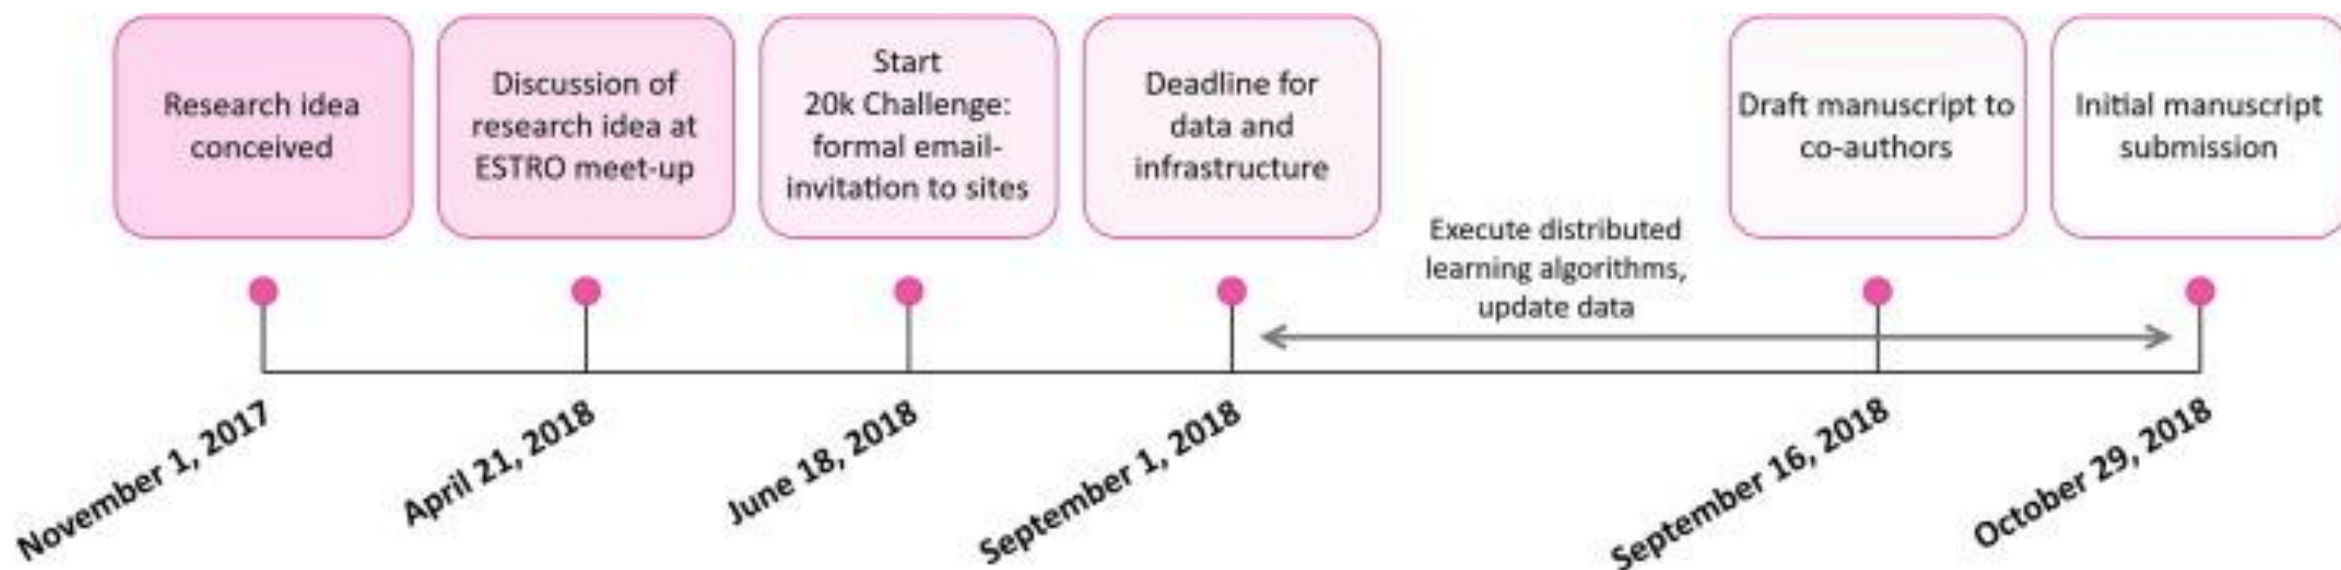 Research idea
conceived
Discussion of
research idea at
ESTRO meet-up
Start
20k Challenge:
formal email-
invitation to sites
Deadline for
data and
infrastructure
Execute distributed
learning algorithms,
update data
Draft manuscript to
co-authors
Initial manuscript
submission
November 1, 2017
April 21, 2018
June 18, 2018
September 1, 2018
September 16, 2018
October 29, 2018